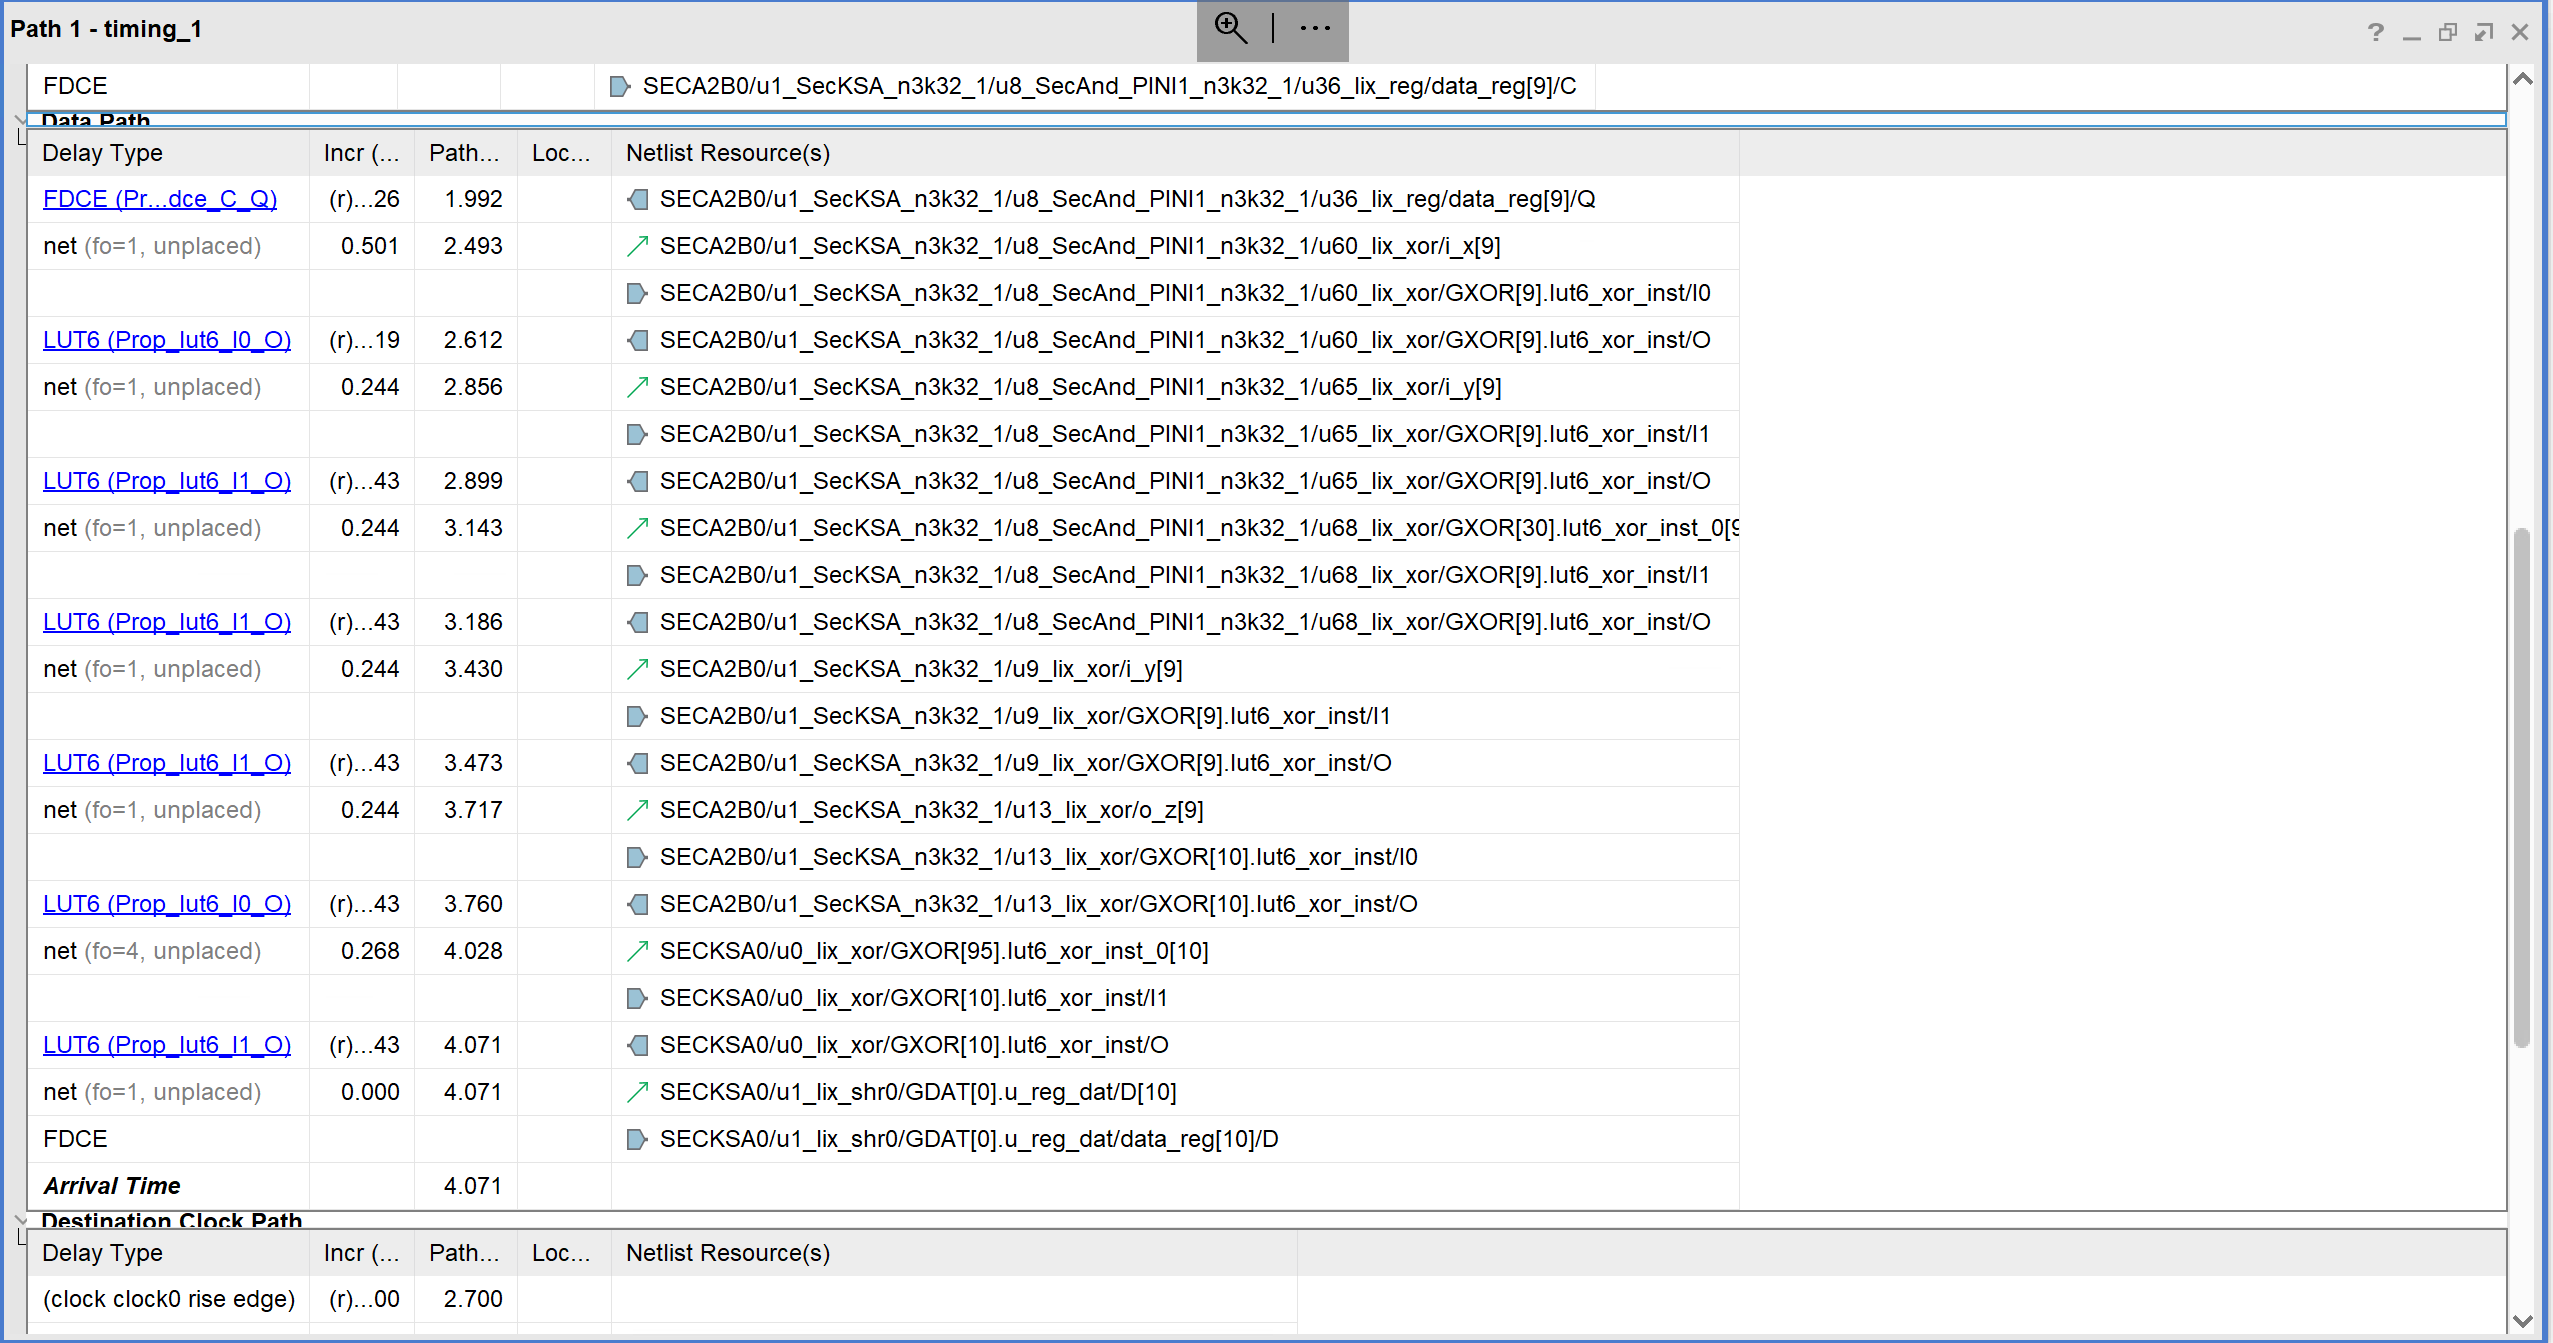 Path 1 - timing_1
FDCE SECA2B0/u1_SecKSA_n3k32_1/u8_SecAnd_PINI1_n3k32_1/u36_lix_reg/data_reg[9]/C
Data Path
Delay Type Incr (... Path... Loc... Netlist Resource(s)
FDCE (Pr...dce_C_Q) (r)...26 1.992 SECA2B0/u1_SecKSA_n3k32_1/u8_SecAnd_PINI1_n3k32_1/u36_lix_reg/data_reg[9]/Q
net (fo=1, unplaced) 0.501 2.493 SECA2B0/u1_SecKSA_n3k32_1/u8_SecAnd_PINI1_n3k32_1/u60_lix_xor/i_x[9]
SECA2B0/u1_SecKSA_n3k32_1/u8_SecAnd_PINI1_n3k32_1/u60_lix_xor/GXOR[9].lut6_xor_inst/I0
LUT6 (Prop_lut6_I0_O) (r)...19 2.612 SECA2B0/u1_SecKSA_n3k32_1/u8_SecAnd_PINI1_n3k32_1/u60_lix_xor/GXOR[9].lut6_xor_inst/O
net (fo=1, unplaced) 0.244 2.856 SECA2B0/u1_SecKSA_n3k32_1/u8_SecAnd_PINI1_n3k32_1/u65_lix_xor/i_y[9]
SECA2B0/u1_SecKSA_n3k32_1/u8_SecAnd_PINI1_n3k32_1/u65_lix_xor/GXOR[9].lut6_xor_inst/I1
LUT6 (Prop_lut6_I1_O) (r)...43 2.899 SECA2B0/u1_SecKSA_n3k32_1/u8_SecAnd_PINI1_n3k32_1/u65_lix_xor/GXOR[9].lut6_xor_inst/O
net (fo=1, unplaced) 0.244 3.143 SECA2B0/u1_SecKSA_n3k32_1/u8_SecAnd_PINI1_n3k32_1/u68_lix_xor/GXOR[30].lut6_xor_inst_0[9
SECA2B0/u1_SecKSA_n3k32_1/u8_SecAnd_PINI1_n3k32_1/u68_lix_xor/GXOR[9].lut6_xor_inst/I1
LUT6 (Prop_lut6_I1_O) (r)...43 3.186 SECA2B0/u1_SecKSA_n3k32_1/u8_SecAnd_PINI1_n3k32_1/u68_lix_xor/GXOR[9].lut6_xor_inst/O
net (fo=1, unplaced) 0.244 3.430 SECA2B0/u1_SecKSA_n3k32_1/u9_lix_xor/i_y[9]
SECA2B0/u1_SecKSA_n3k32_1/u9_lix_xor/GXOR[9].lut6_xor_inst/I1
LUT6 (Prop_lut6_I1_O) (r)...43 3.473 SECA2B0/u1_SecKSA_n3k32_1/u9_lix_xor/GXOR[9].lut6_xor_inst/O
net (fo=1, unplaced) 0.244 3.717 SECA2B0/u1_SecKSA_n3k32_1/u13_lix_xor/o_z[9]
SECA2B0/u1_SecKSA_n3k32_1/u13_lix_xor/GXOR[10].lut6_xor_inst/I0
LUT6 (Prop_lut6_I0_O) (r)...43 3.760 SECA2B0/u1_SecKSA_n3k32_1/u13_lix_xor/GXOR[10].lut6_xor_inst/O
net (fo=4, unplaced) 0.268 4.028 SECKSA0/u0_lix_xor/GXOR[95].lut6_xor_inst_0[10]
SECKSA0/u0_lix_xor/GXOR[10].lut6_xor_inst/I1
LUT6 (Prop_lut6_I1_O) (r)...43 4.071 SECKSA0/u0_lix_xor/GXOR[10].lut6_xor_inst/O
net (fo=1, unplaced) 0.000 4.071 SECKSA0/u1_lix_shr0/GDAT[0].u_reg_dat/D[10]
FDCE SECKSA0/u1_lix_shr0/GDAT[0].u_reg_dat/data_reg[10]/D
Arrival Time 4.071
Destination Clock Path
Delay Type Incr (... Path... Loc... Netlist Resource(s)
(clock clock0 rise edge) (r)...00 2.700